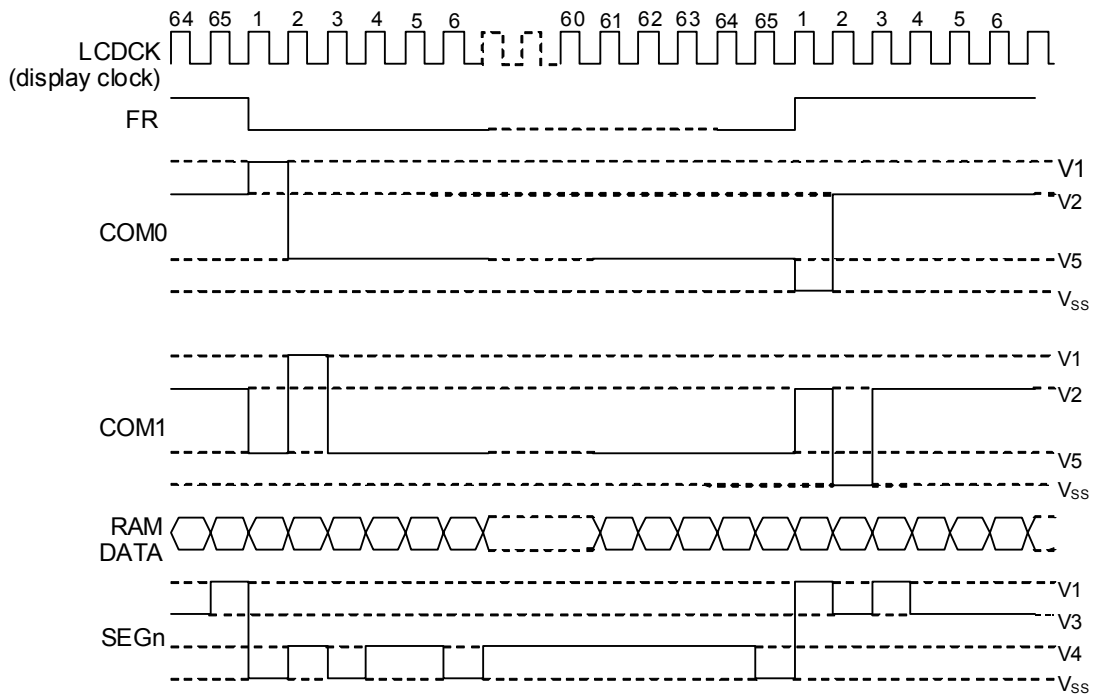 64 65 1 2 3 4 5 6 60 61 62 63 64 65 1 2 3 4 5 6
LCDCK
(display clock)
FR
V1
V2
COM0
V5
VSS
V1
V2
COM1
V5
VSS
RAM
DATA
V1
V3
SEGn
V4
VSS